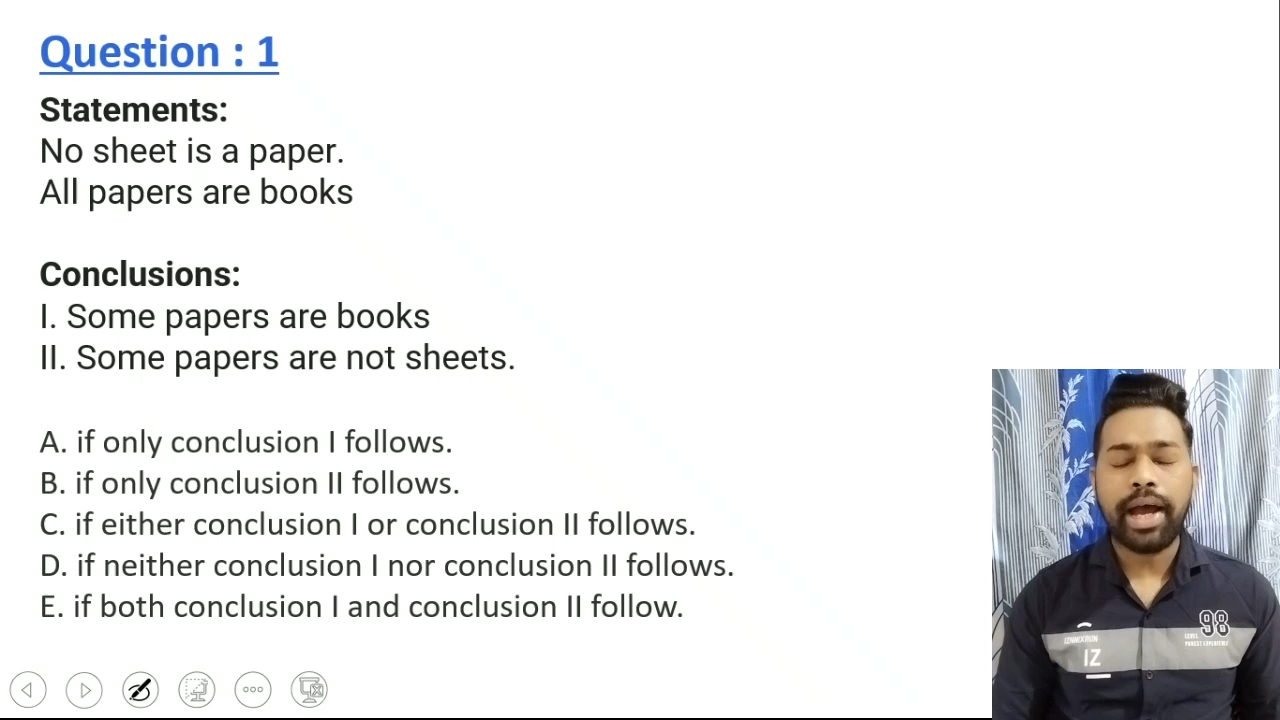 Question : 1
Statements:
No sheet is a paper.
All papers are books
Conclusions:
I. Some papers are books
II. Some papers are not sheets.
A. if only conclusion I follows.
B. if only conclusion II follows.
C. if either conclusion I or conclusion II follows.
D. if neither conclusion I nor conclusion II follows.
E. if both conclusion I and conclusion II follow.
98
IZ